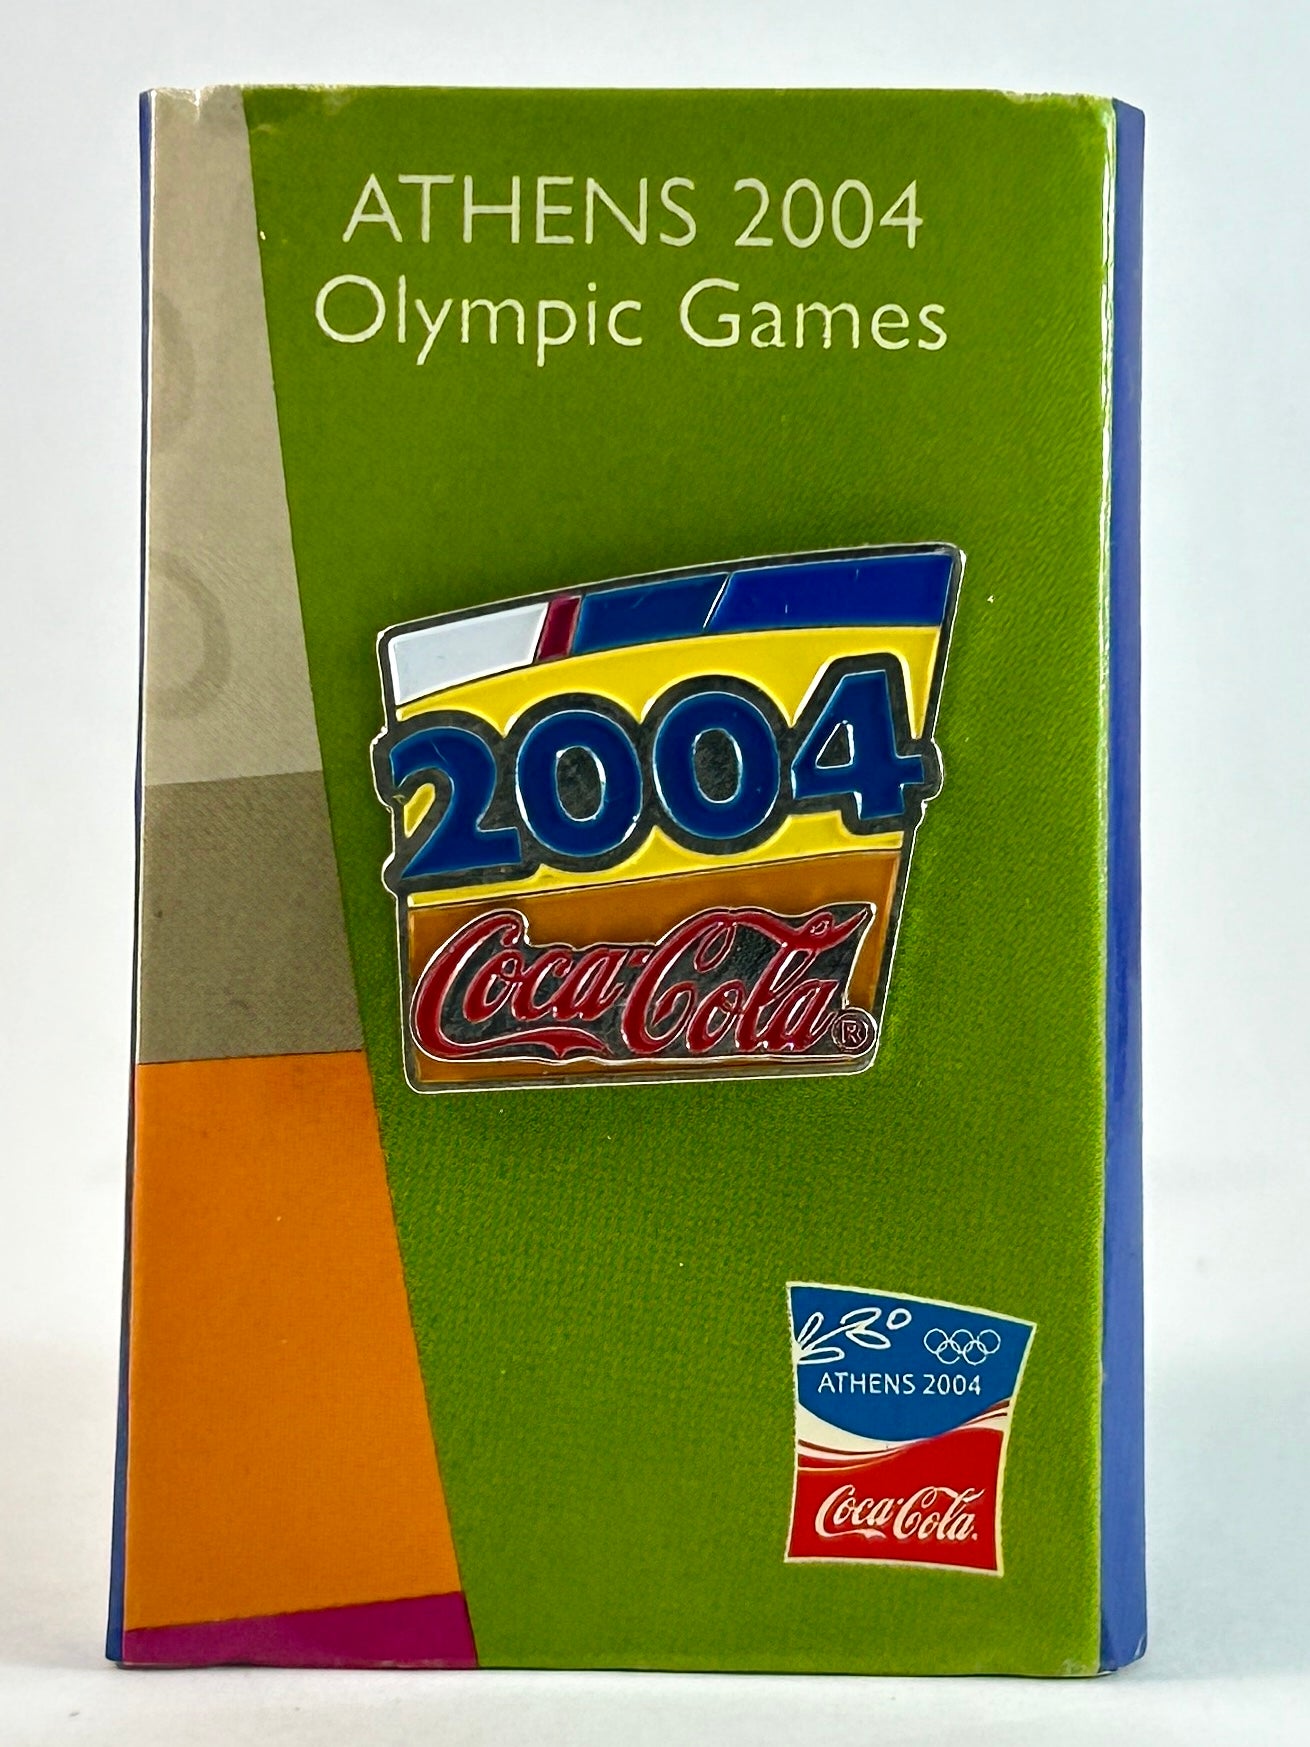 ATHENS 2004
Olympic Games
2004
Coca-Cola®
ATHENS 2004
Coca-Cola